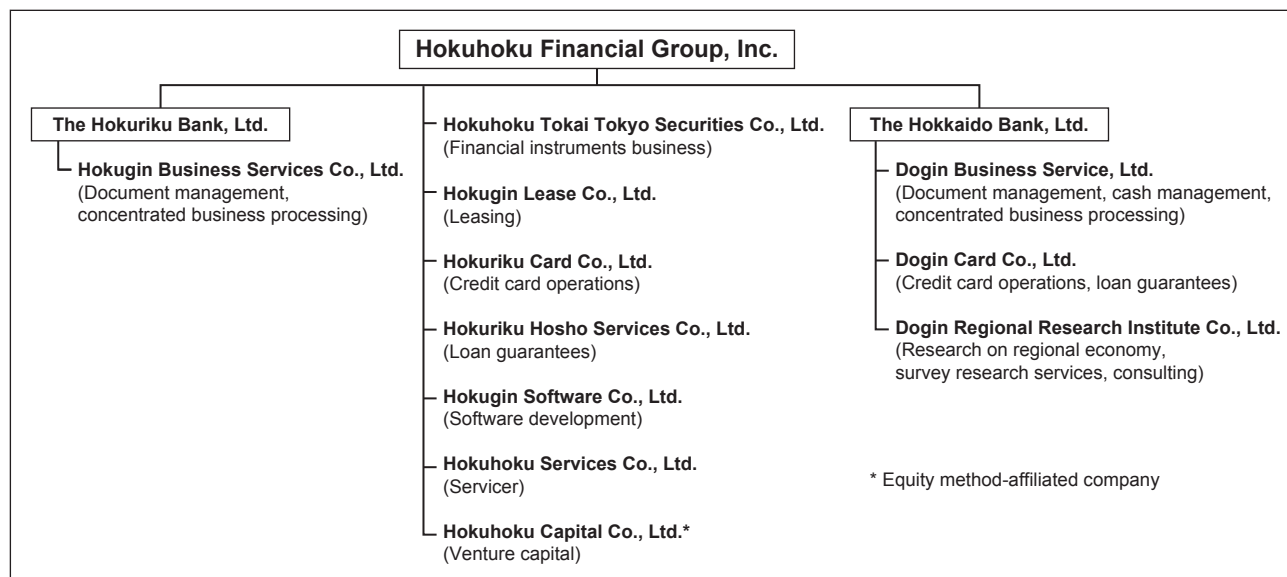 Hokuhoku Financial Group, Inc.
The Hokuriku Bank, Ltd.
Hokugin Business Services Co., Ltd.
(Document management,
concentrated business processing)
Hokuhoku Tokai Tokyo Securities Co., Ltd.
(Financial instruments business)
Hokugin Lease Co., Ltd.
(Leasing)
Hokuriku Card Co., Ltd.
(Credit card operations)
Hokuriku Hosho Services Co., Ltd.
(Loan guarantees)
Hokugin Software Co., Ltd.
(Software development)
Hokuhoku Services Co., Ltd.
(Servicer)
Hokuhoku Capital Co., Ltd.*
(Venture capital)
The Hokkaido Bank, Ltd.
Dogin Business Service, Ltd.
(Document management, cash management,
concentrated business processing)
Dogin Card Co., Ltd.
(Credit card operations, loan guarantees)
Dogin Regional Research Institute Co., Ltd.
(Research on regional economy,
survey research services, consulting)
* Equity method-affiliated company